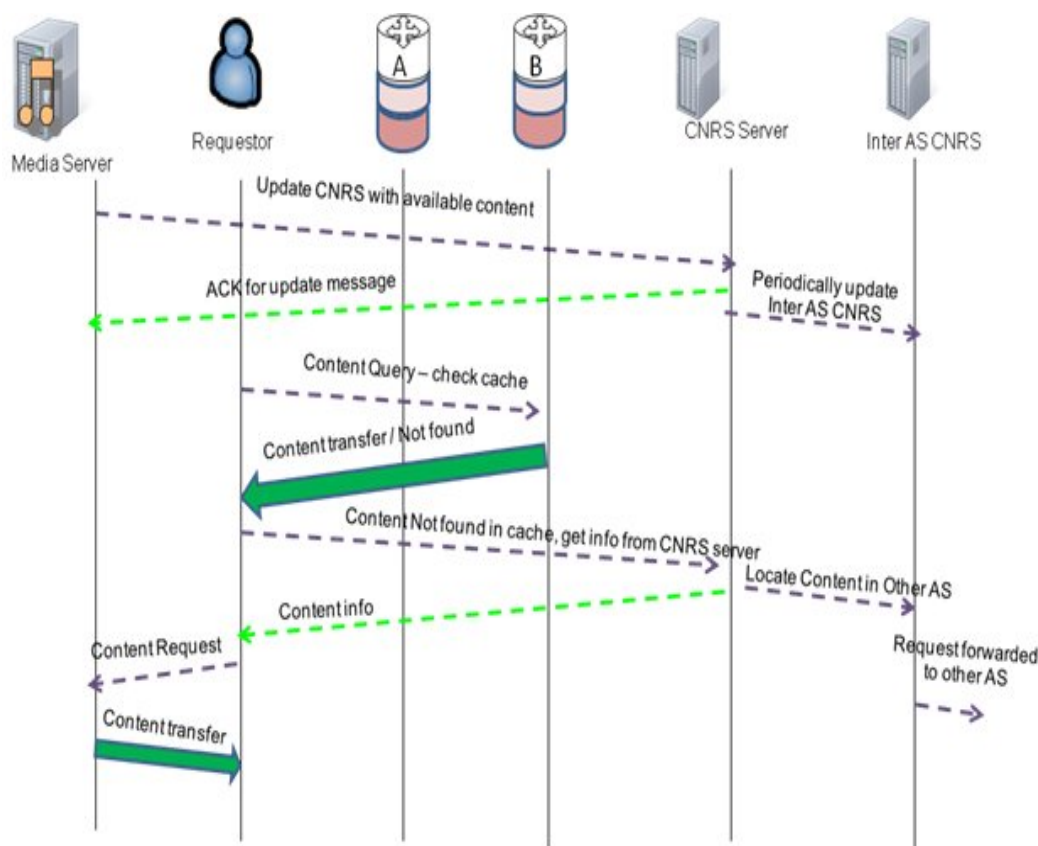 A
B
Media Server
Requestor
CNRS Server
Inter AS CNRS
Update CNRS with available content
ACK for update message
Periodically update
Inter AS CNRS
Content Query – check cache
Content transfer / Not found
Content Not found in cache, get info from CNRS server
Locate Content in Other AS
Content info
Content Request
Request forwarded
to other AS
Content transfer